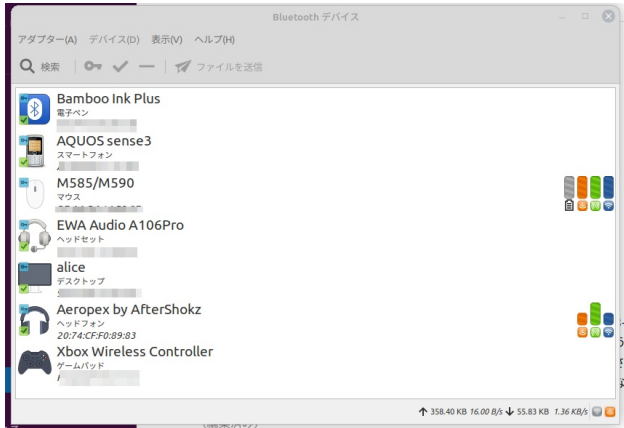 Bluetooth デバイス
アダプター(A) デバイス(D) 表示(V) ヘルプ(H)
検索 ファイルを送信
Bamboo Ink Plus
電子ペン
AQUOS sense3
スマートフォン
M585/M590
マウス
EWA Audio A106Pro
ヘッドセット
alice
デスクトップ
Aeropex by AfterShokz
ヘッドフォン
20:74:CF:F0:89:83
Xbox Wireless Controller
ゲームパッド
358.40 KB 16.00 B/s 55.83 KB 1.36 KB/s